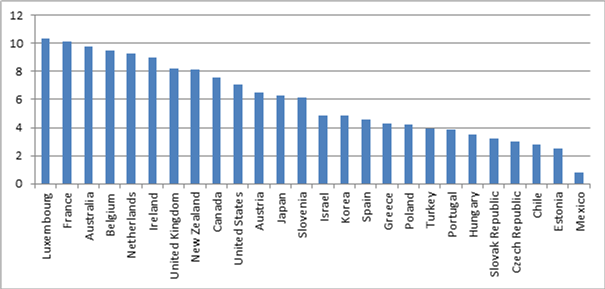 12
10
8
6
4
2
0
Luxembourg
France
Australia
Belgium
Netherlands
Ireland
United Kingdom
New Zealand
Canada
United States
Austria
Japan
Slovenia
Israel
Korea
Spain
Greece
Poland
Turkey
Portugal
Hungary
Slovak Republic
Czech Republic
Chile
Estonia
Mexico